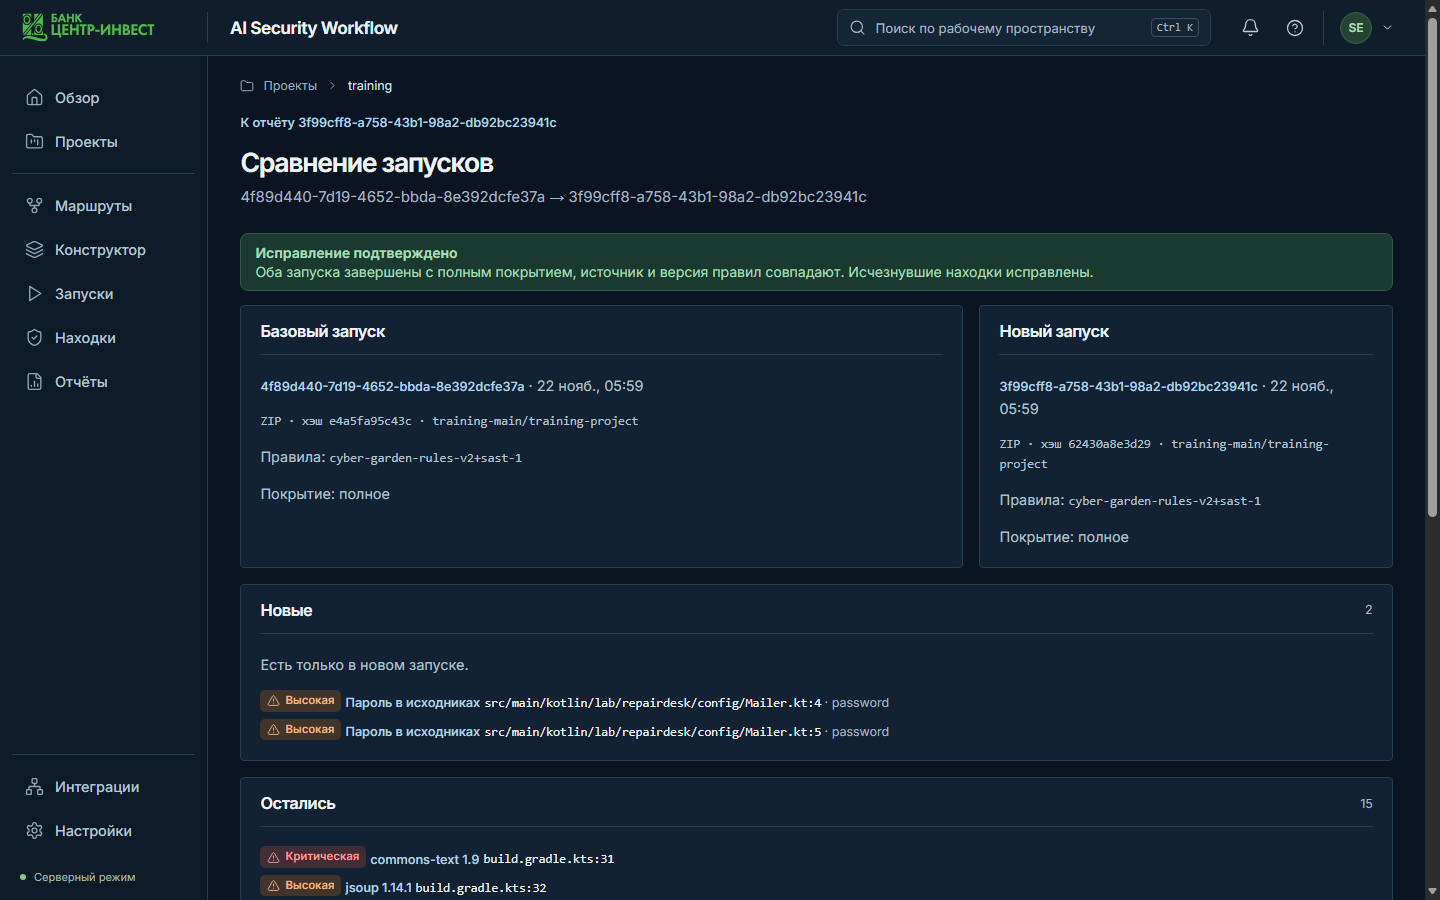 БАНК
ЦЕНТР-ИНВЕСТ
AI Security Workflow
Поиск по рабочему пространству
Ctrl K
SE
Обзор
Проекты
Маршруты
Конструктор
Запуски
Находки
Отчёты
Интеграции
Настройки
Серверный режим
Проекты
training
К отчёту 3f99cff8-a758-43b1-98a2-db92bc23941c
Сравнение запусков
4f89d440-7d19-4652-bbda-8e392dcfe37a → 3f99cff8-a758-43b1-98a2-db92bc23941c
Исправление подтверждено
Оба запуска завершены с полным покрытием, источник и версия правил совпадают. Исчезнувшие находки исправлены.
Базовый запуск
4f89d440-7d19-4652-bbda-8e392dcfe37a · 22 нояб., 05:59
ZIP · хэш e4a5fa95c43c · training-main/training-project
Правила: cyber-garden-rules-v2+sast-1
Покрытие: полное
Новый запуск
3f99cff8-a758-43b1-98a2-db92bc23941c · 22 нояб.,
05:59
ZIP · хэш 62430a8e3d29 · training-main/training-
project
Правила: cyber-garden-rules-v2+sast-1
Покрытие: полное
Новые
2
Есть только в новом запуске.
Высокая Пароль в исходниках src/main/kotlin/lab/repairdesk/config/Mailer.kt:4 · password
Высокая Пароль в исходниках src/main/kotlin/lab/repairdesk/config/Mailer.kt:5 · password
Остались
15
Критическая commons-text 1.9 build.gradle.kts:31
Высокая jsoup 1.14.1 build.gradle.kts:32